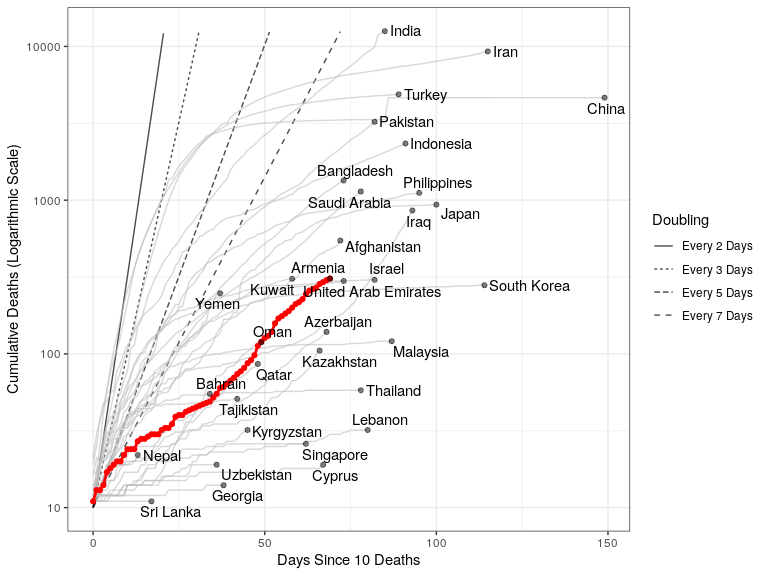 India
Iran
10000
Turkey
China
Pakistan
Indonesia
Bangladesh
Philippines
1000
Saudi Arabia
Japan
Iraq
Afghanistan
Armenia
Israel
Kuwait
United Arab Emirates
South Korea
Yemen
Azerbaijan
Oman
100
Malaysia
Kazakhstan
Qatar
Bahrain
Thailand
Tajikistan
Lebanon
Kyrgyzstan
Nepal
Singapore
Uzbekistan
Cyprus
Georgia
10
Sri Lanka
0
50
100
150
Days Since 10 Deaths
Cumulative Deaths (Logarithmic Scale)
Doubling
Every 2 Days
Every 3 Days
Every 5 Days
Every 7 Days